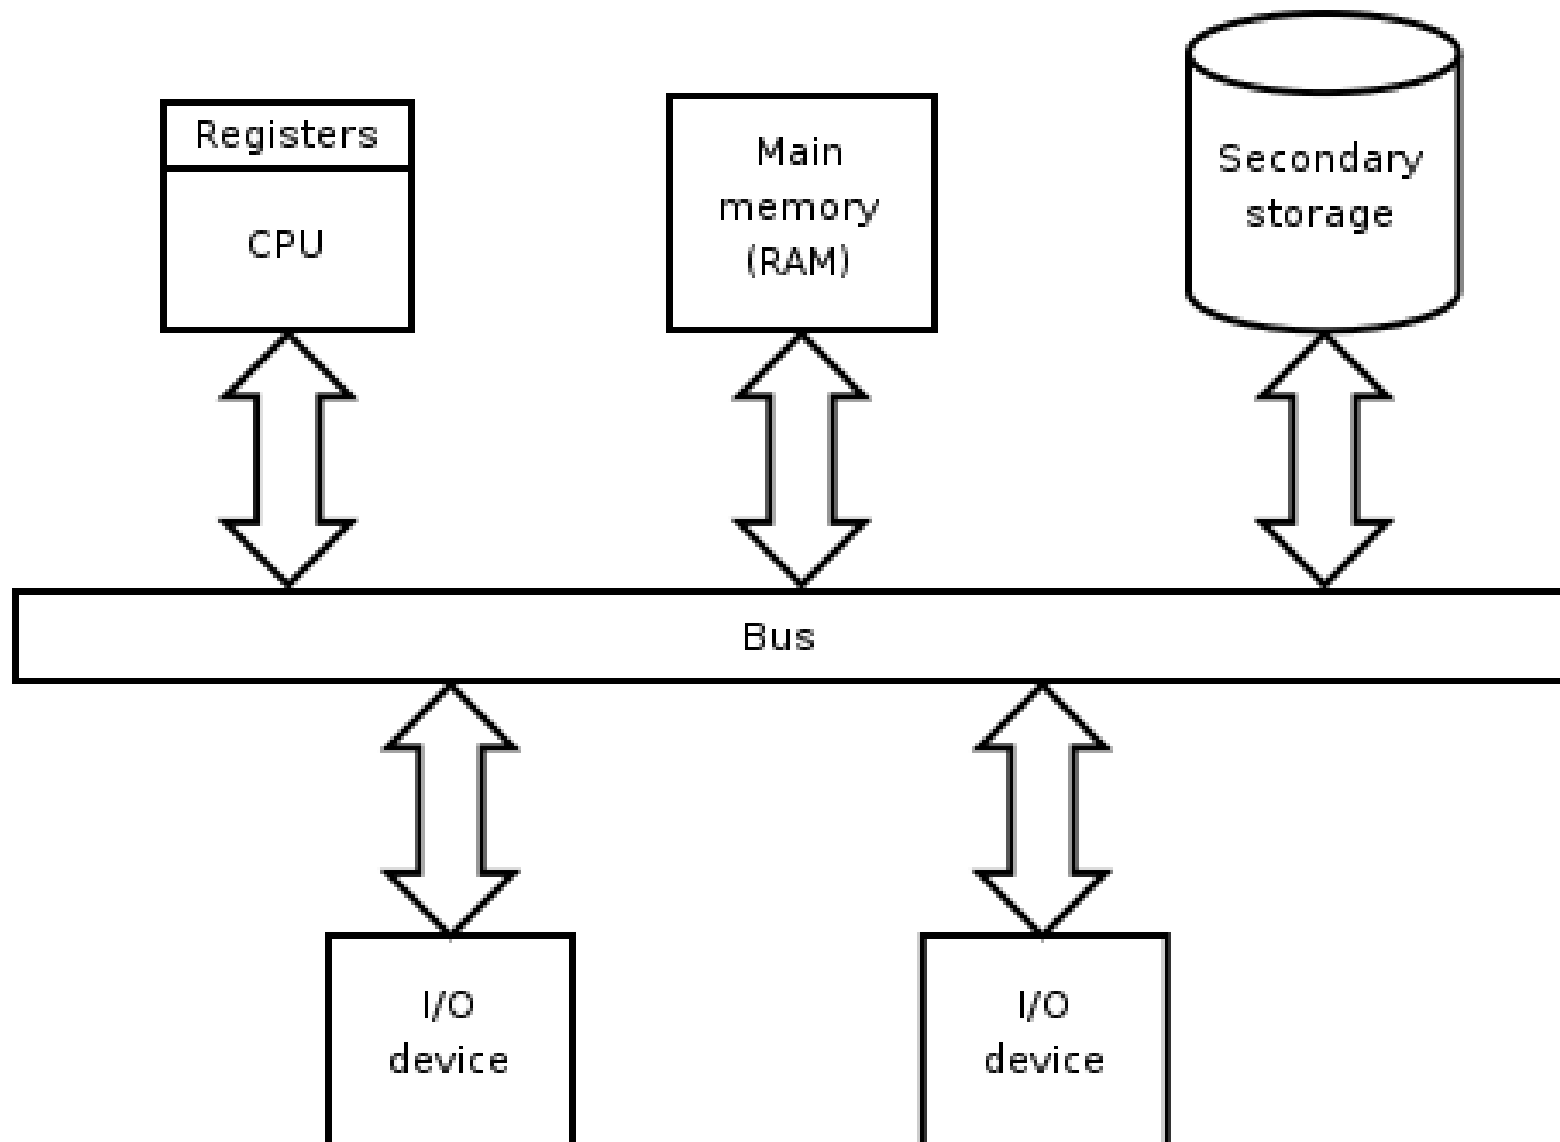 Registers
CPU
Main
memory
(RAM)
Secondary
storage
Bus
I/O
device
I/O
device